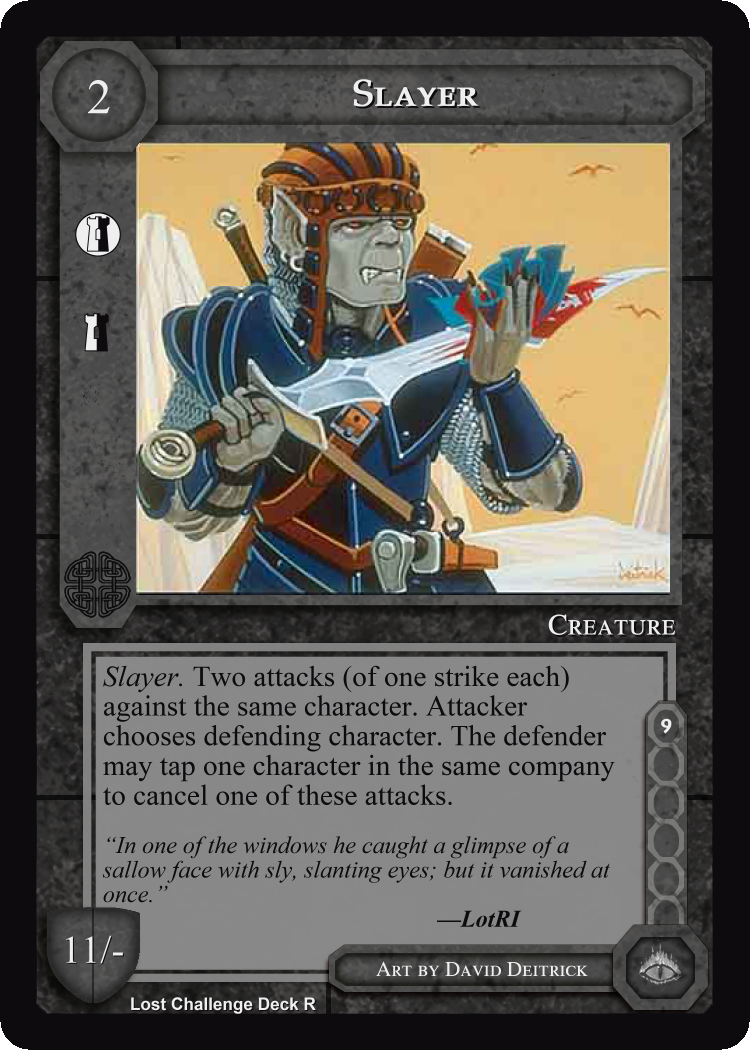 2
SLAYER
Deitrick
CREATURE
Slayer. Two attacks (of one strike each)
against the same character. Attacker
chooses defending character. The defender
may tap one character in the same company
to cancel one of these attacks.
9
“In one of the windows he caught a glimpse of a
sallow face with sly, slanting eyes; but it vanished at
once.”
—LotRI
11/-
ART BY DAVID DEITRICK
Lost Challenge Deck R